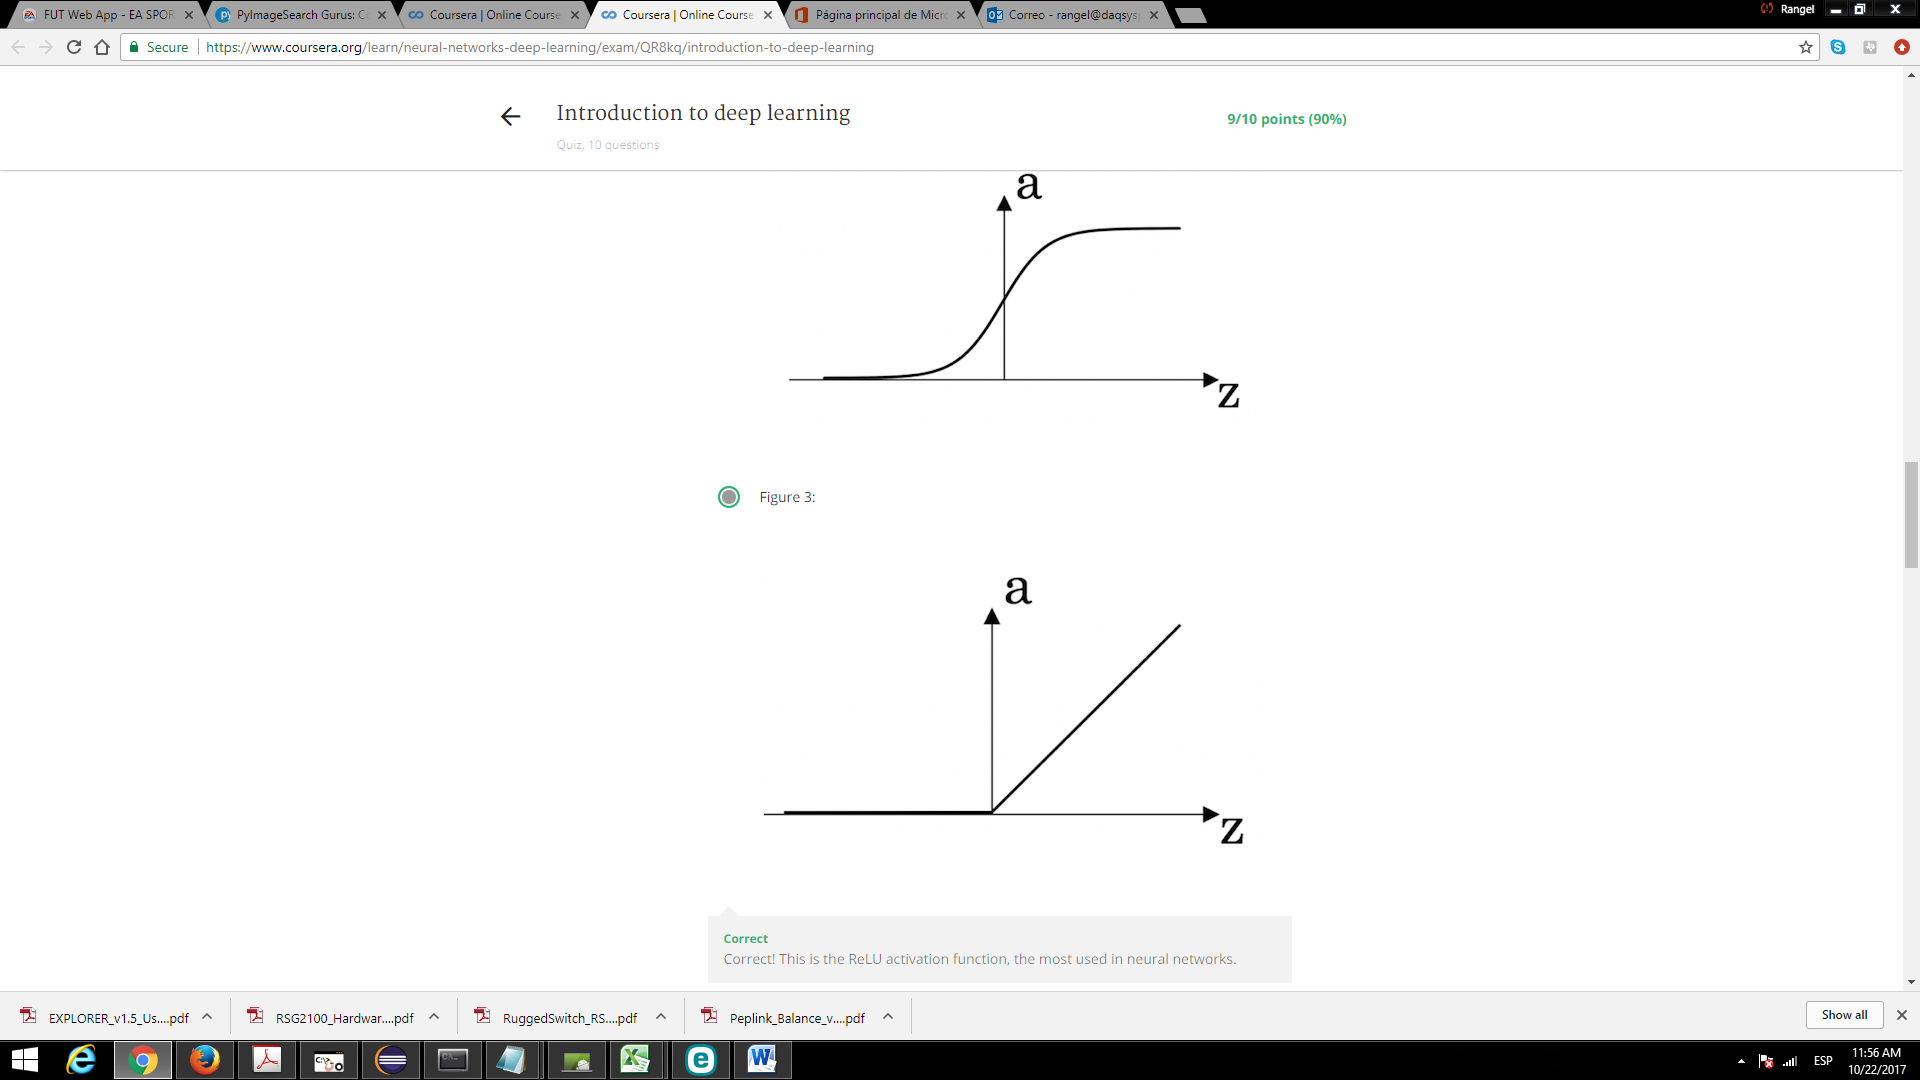 FUT Web App - EA SPOR
PyImageSearch Gurus: C
Coursera | Online Course
Coursera | Online Course
Página principal de Micr
Correo - rangel@daqsys
Rangel
Secure
https://www.coursera.org/learn/neural-networks-deep-learning/exam/QR8kq/introduction-to-deep-learning
Introduction to deep learning
9/10 points (90%)
Quiz, 10 questions
a
z
Figure 3:
a
z
Correct
Correct! This is the ReLU activation function, the most used in neural networks.
EXPLORER_v1.5_Us....pdf
RSG2100_Hardwar....pdf
RuggedSwitch_RS....pdf
Peplink_Balance_v....pdf
Show all
ESP
11:56 AM
10/22/2017